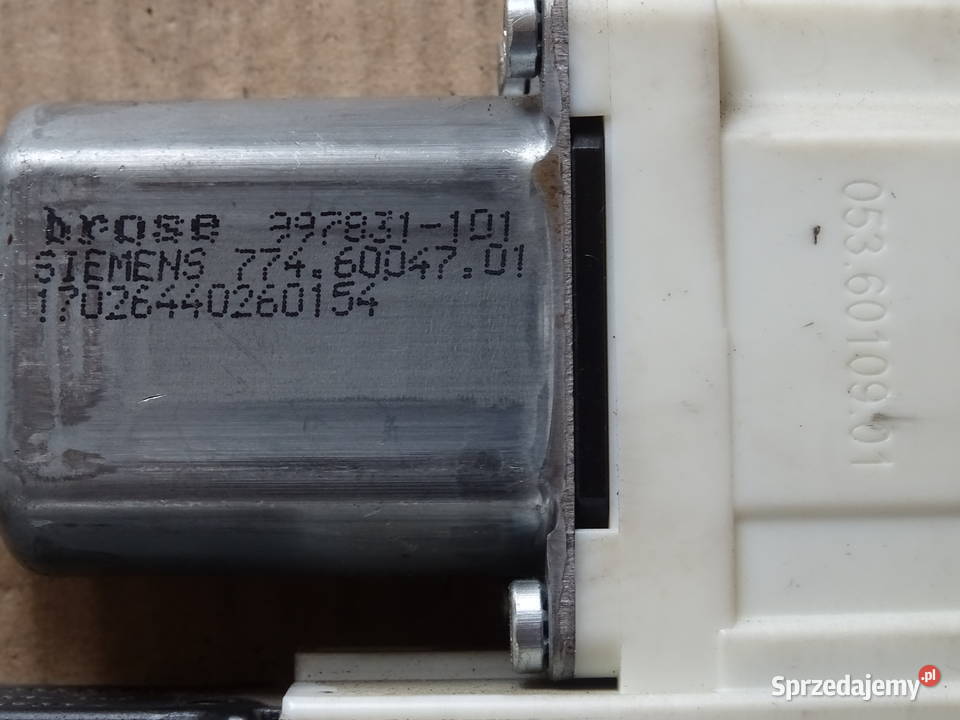 brose 997831-101
SIEMENS 774.60047.01
17026440260154
053.60109.01
Sprzedajemy.pl